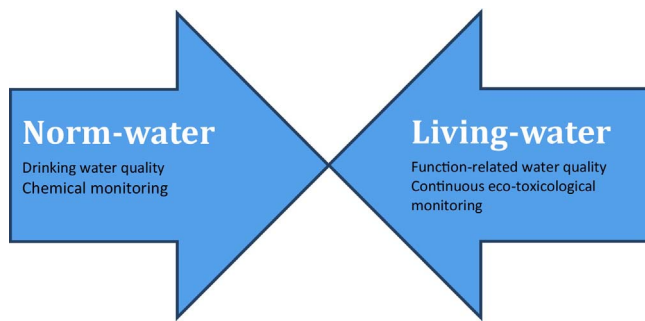 Norm-water
Drinking water quality
Chemical monitoring
Living-water
Function-related water quality
Continuous eco-toxicological
monitoring